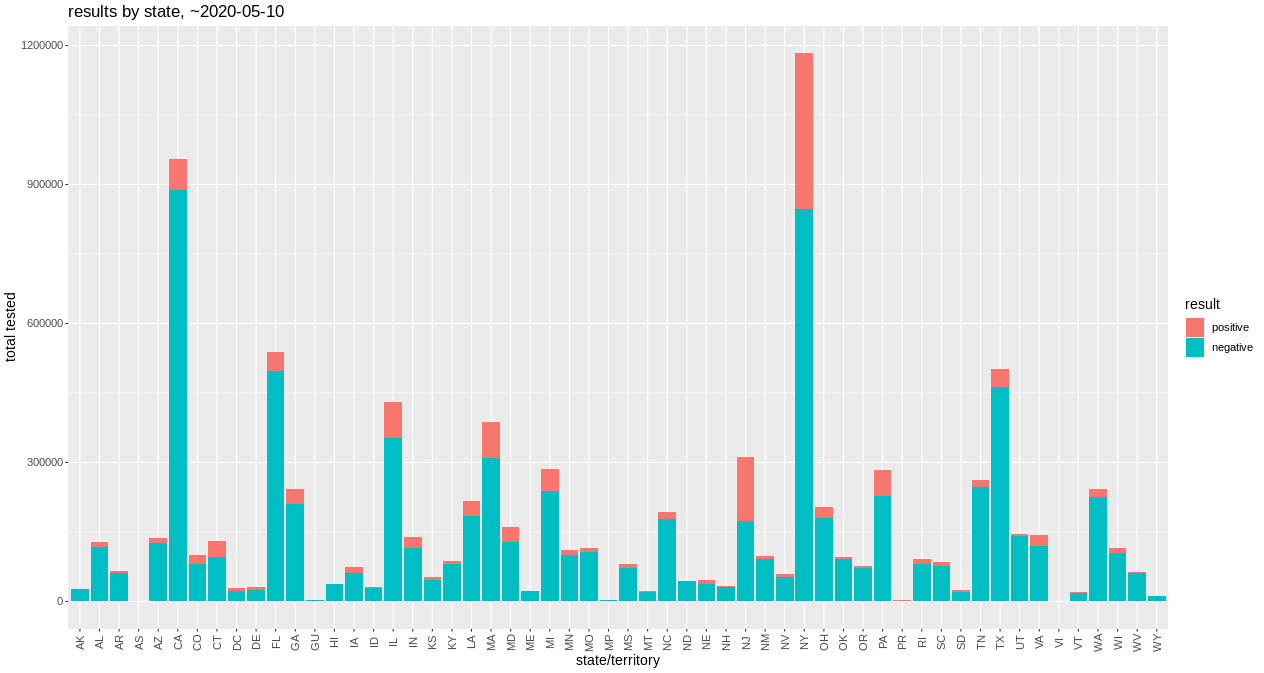 results by state, ~2020-05-10
total tested
1200000
900000
600000
300000
0
AK AL AR AS AZ CA CO CT DC DE FL GA GU HI IA ID IL IN KS KY LA MA MD ME MI MN MO MP MS MT NC ND NE NH NJ NM NV NY OH OK OR PA PR RI SC SD TN TX UT VA VI VT WA WI WV WY
state/territory
result
positive
negative